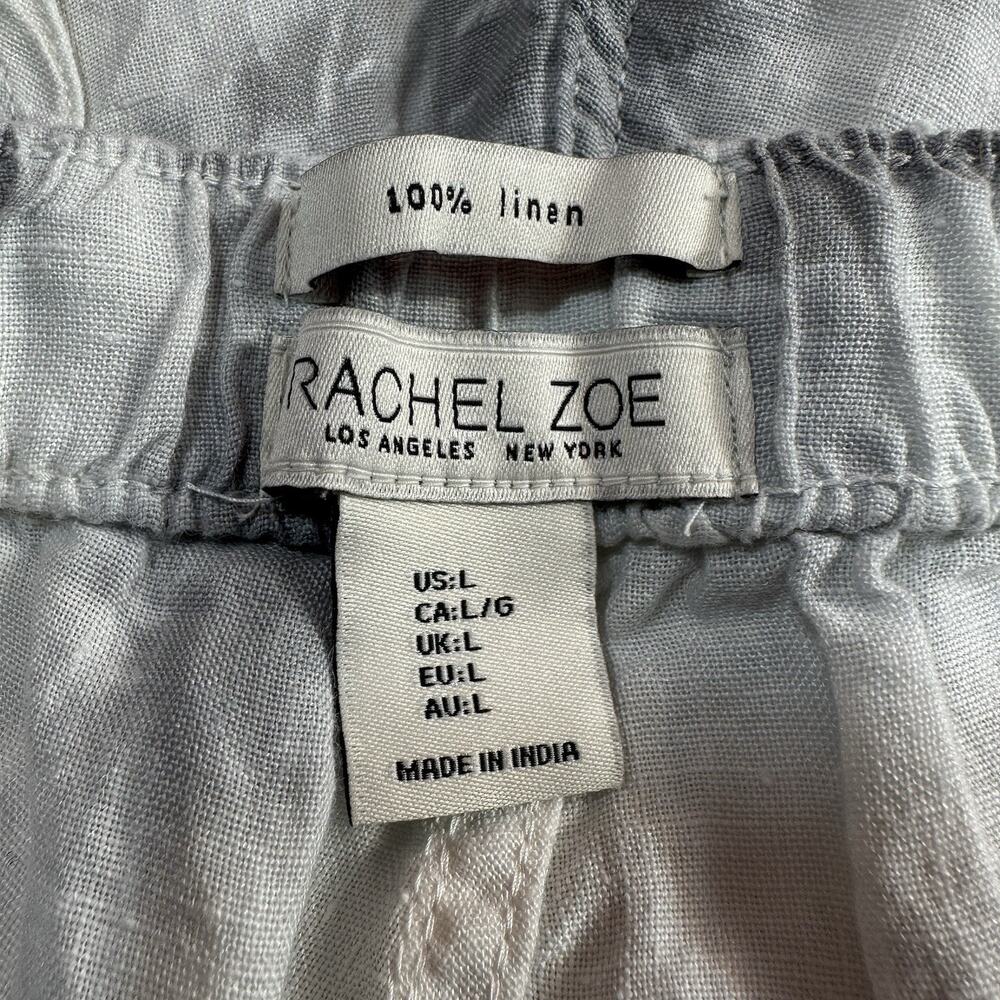 100% linen
RACHEL ZOE
LOS ANGELES NEW YORK
US:L
CA:L/G
UK:L
EU:L
AU:L
MADE IN INDIA